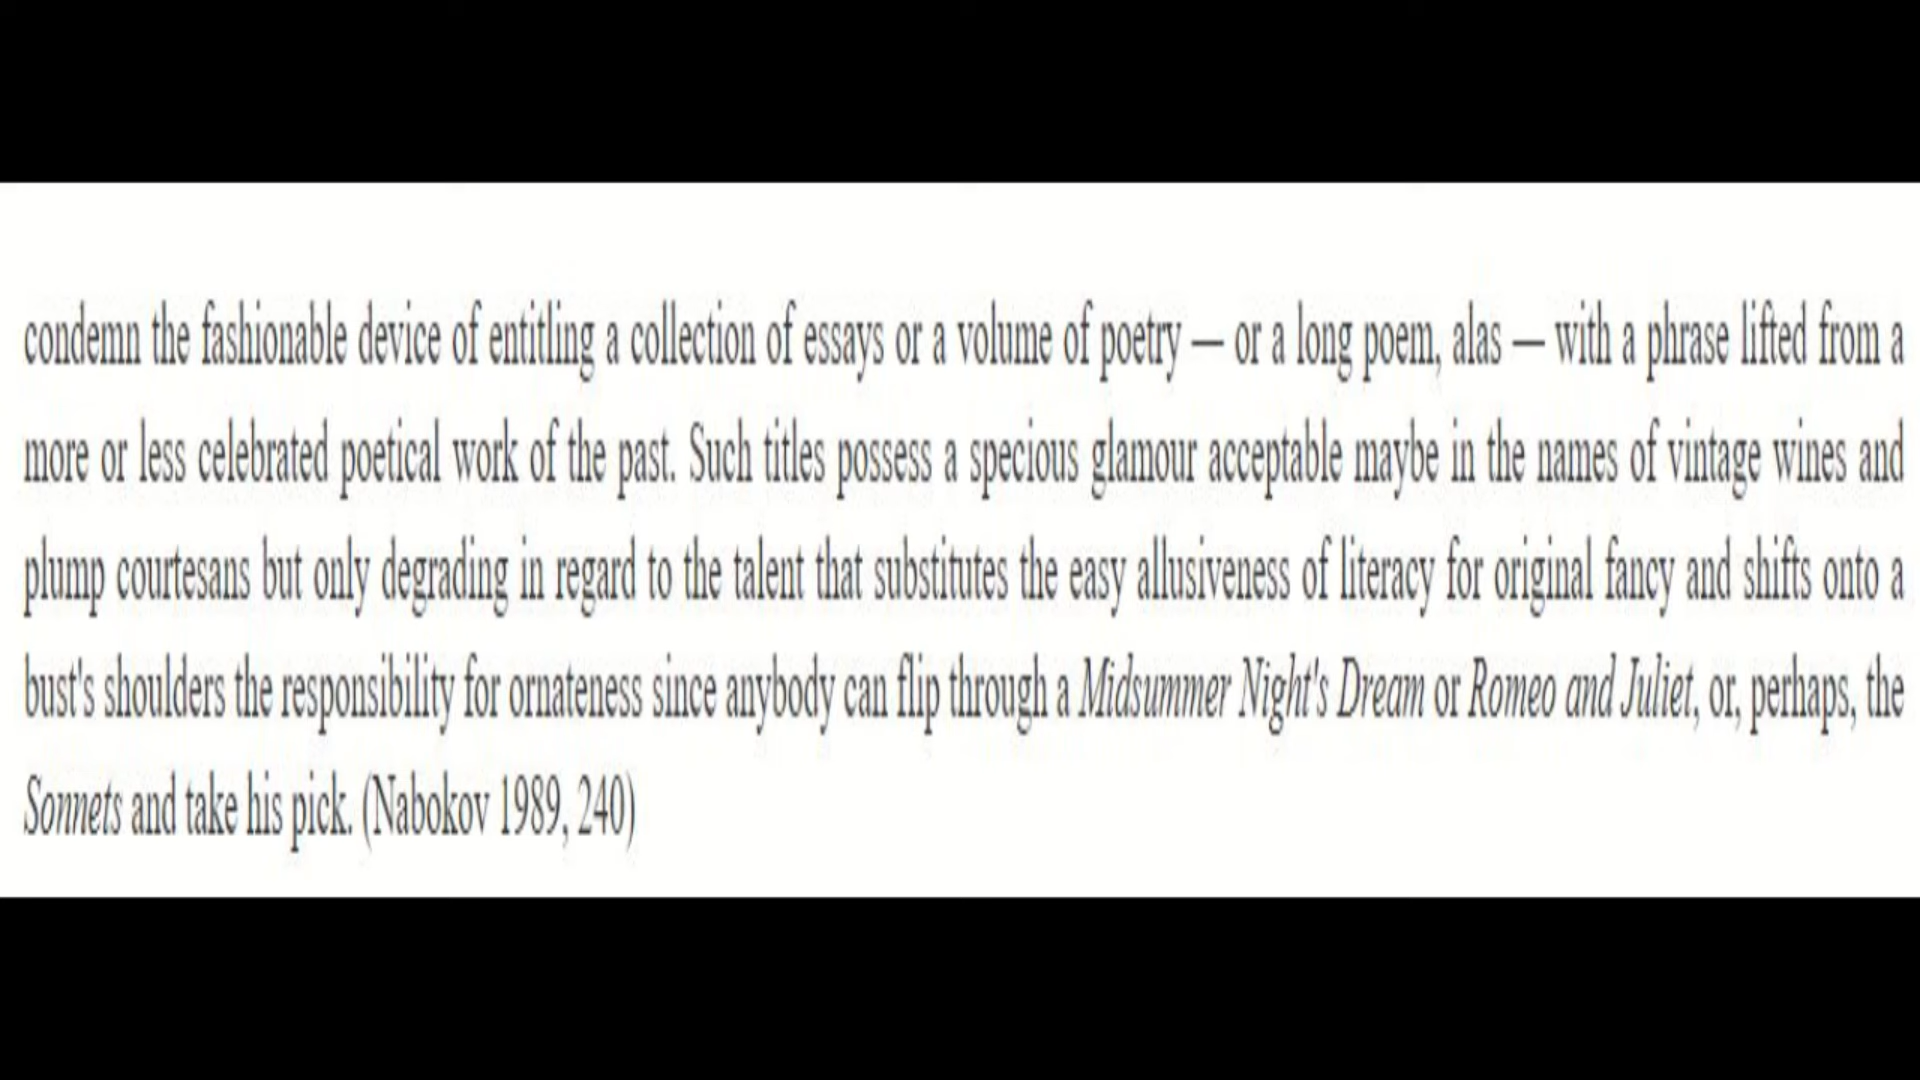 condemn the fashionable device of entitling a collection of essays or a volume of poetry — or a long poem, alas — with a phrase lifted from a
more or less celebrated poetical work of the past. Such titles possess a specious glamour acceptable maybe in the names of vintage wines and
plump courtesans but only degrading in regard to the talent that substitutes the easy allusiveness of literacy for original fancy and shifts onto a
bust's shoulders the responsibility for ornateness since anybody can flip through a Midsummer Night's Dream or Romeo and Juliet, or, perhaps, the
Sonnets and take his pick. (Nabokov 1989, 240)